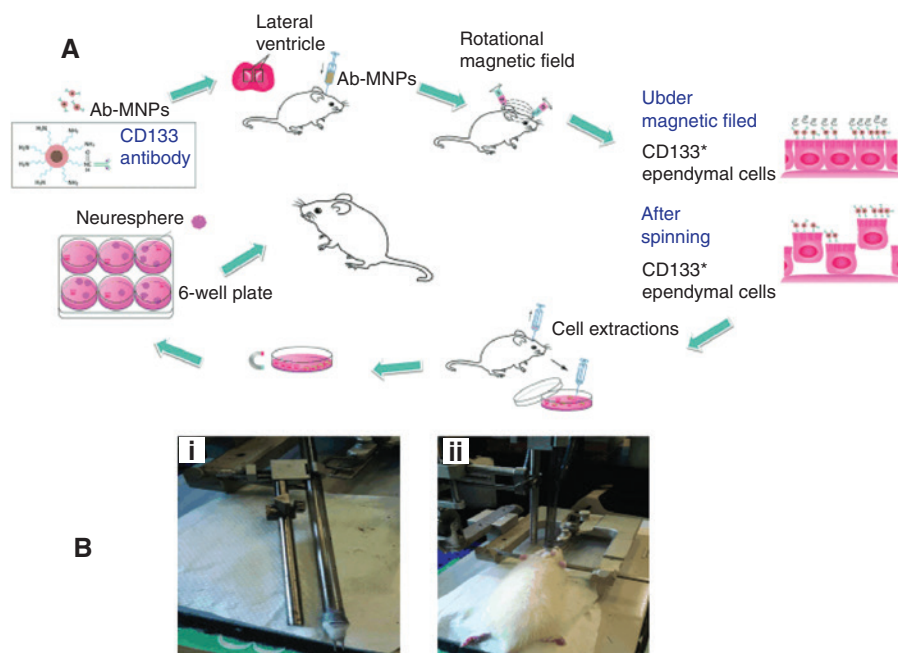 A
Lateral
ventricle
Ab-MNPs
Rotational
magnetic field
Ab-MNPs
CD133
antibody
Ubder
magnetic filed
CD133*
ependymal cells
After
spinning
CD133*
ependymal cells
Neuresphere
6-well plate
Cell extractions
B
i
ii